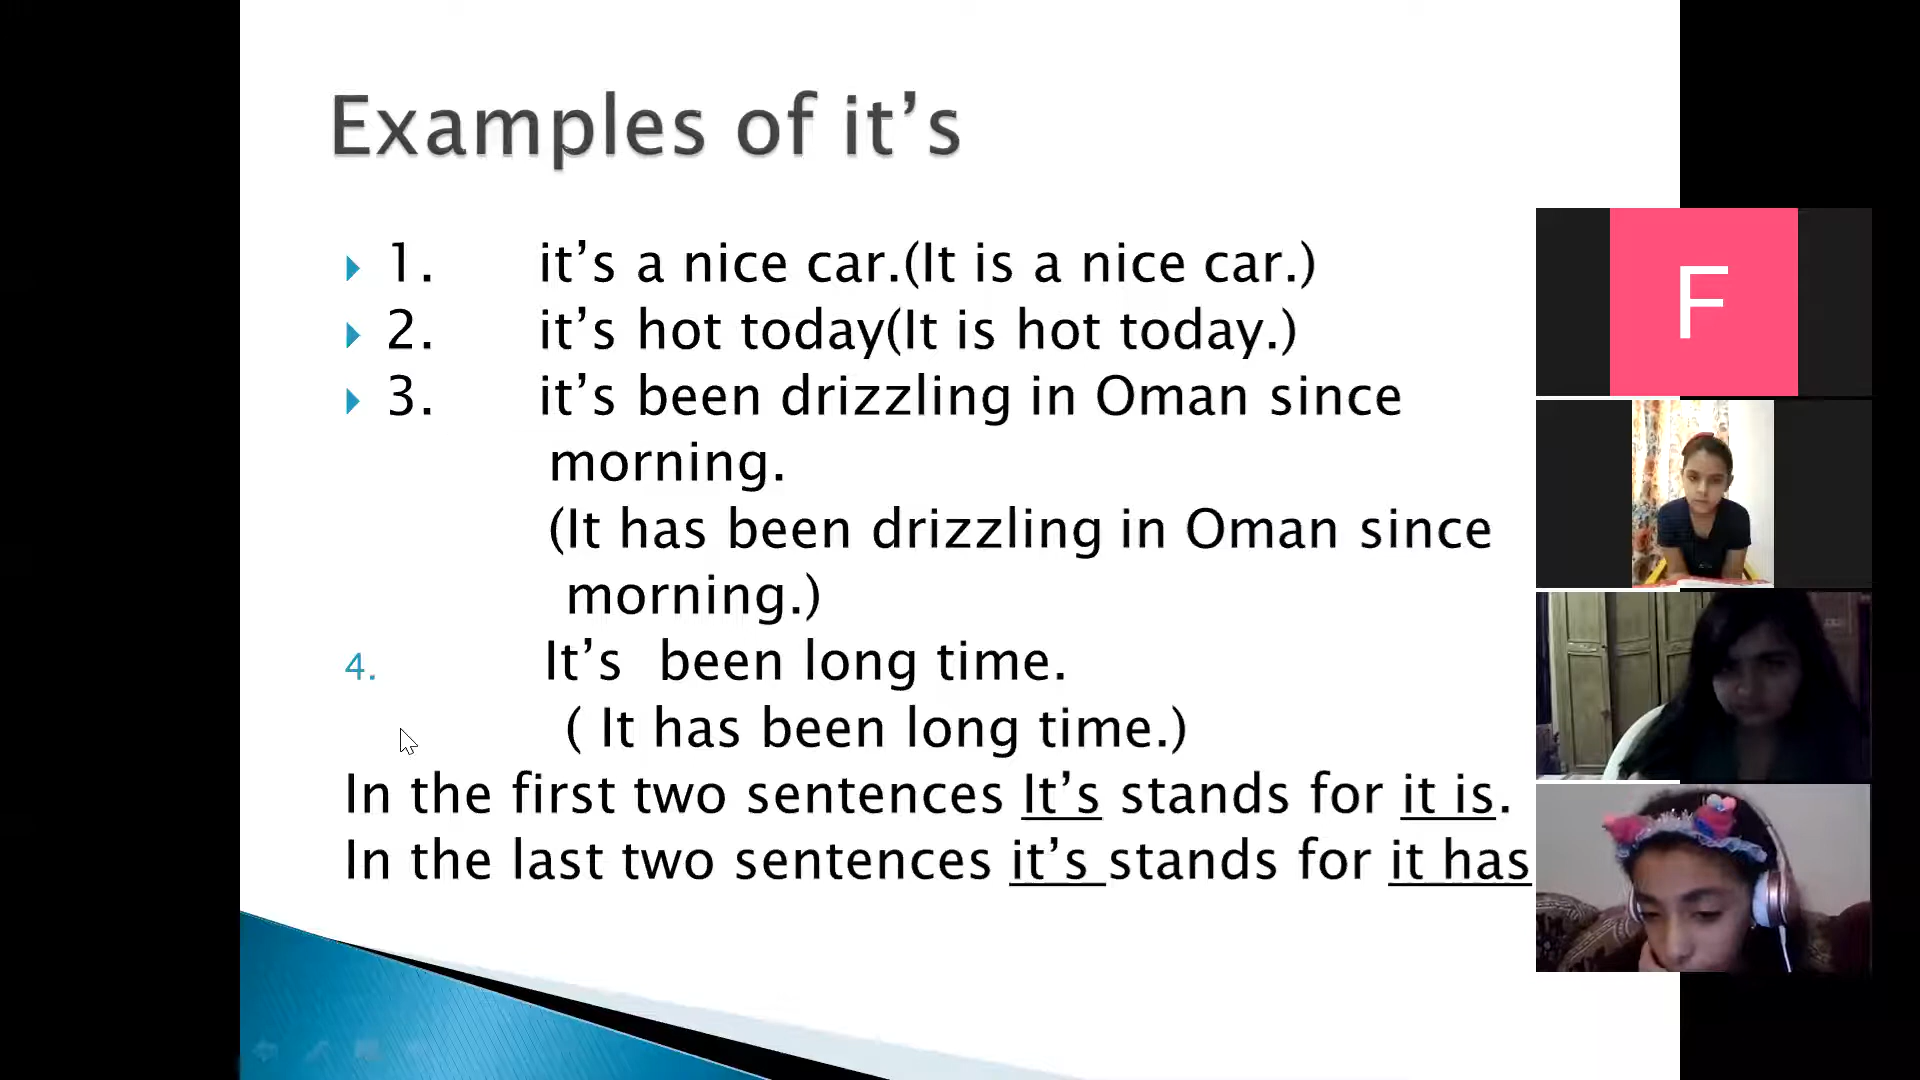 Examples of it’s
1. it’s a nice car.(It is a nice car.)
2. it’s hot today(It is hot today.)
3. it’s been drizzling in Oman since
morning.
(It has been drizzling in Oman since
morning.)
4. It’s been long time.
( It has been long time.)
In the first two sentences It’s stands for it is.
In the last two sentences it’s stands for it has
F